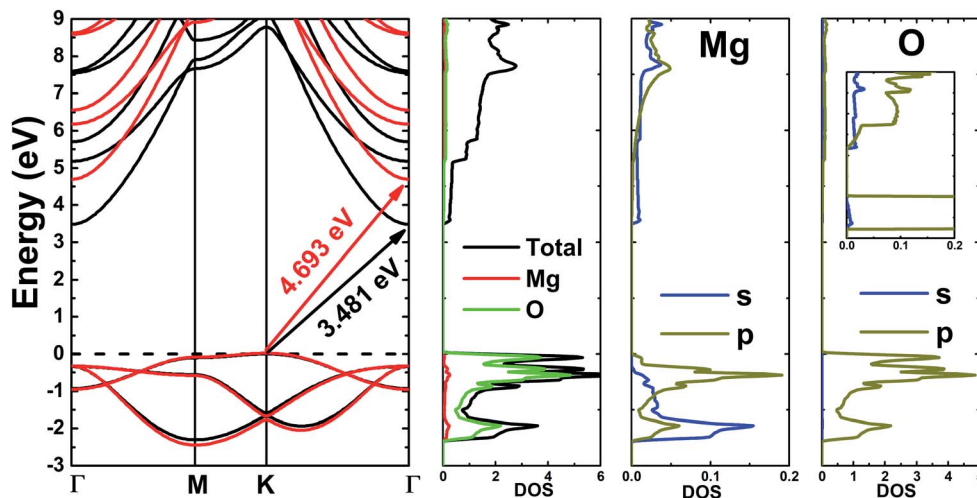 Energy (eV)
9
8
7
6
5
4
3
2
1
0
-1
-2
-3
Γ M K Γ
4.693 eV
3.481 eV
Total
Mg
O
0 2 4 6
DOS
Mg
s
p
0.0 0.1 0.2
DOS
O
0.0 0.1 0.2
s
p
0 1 2 3 4
DOS